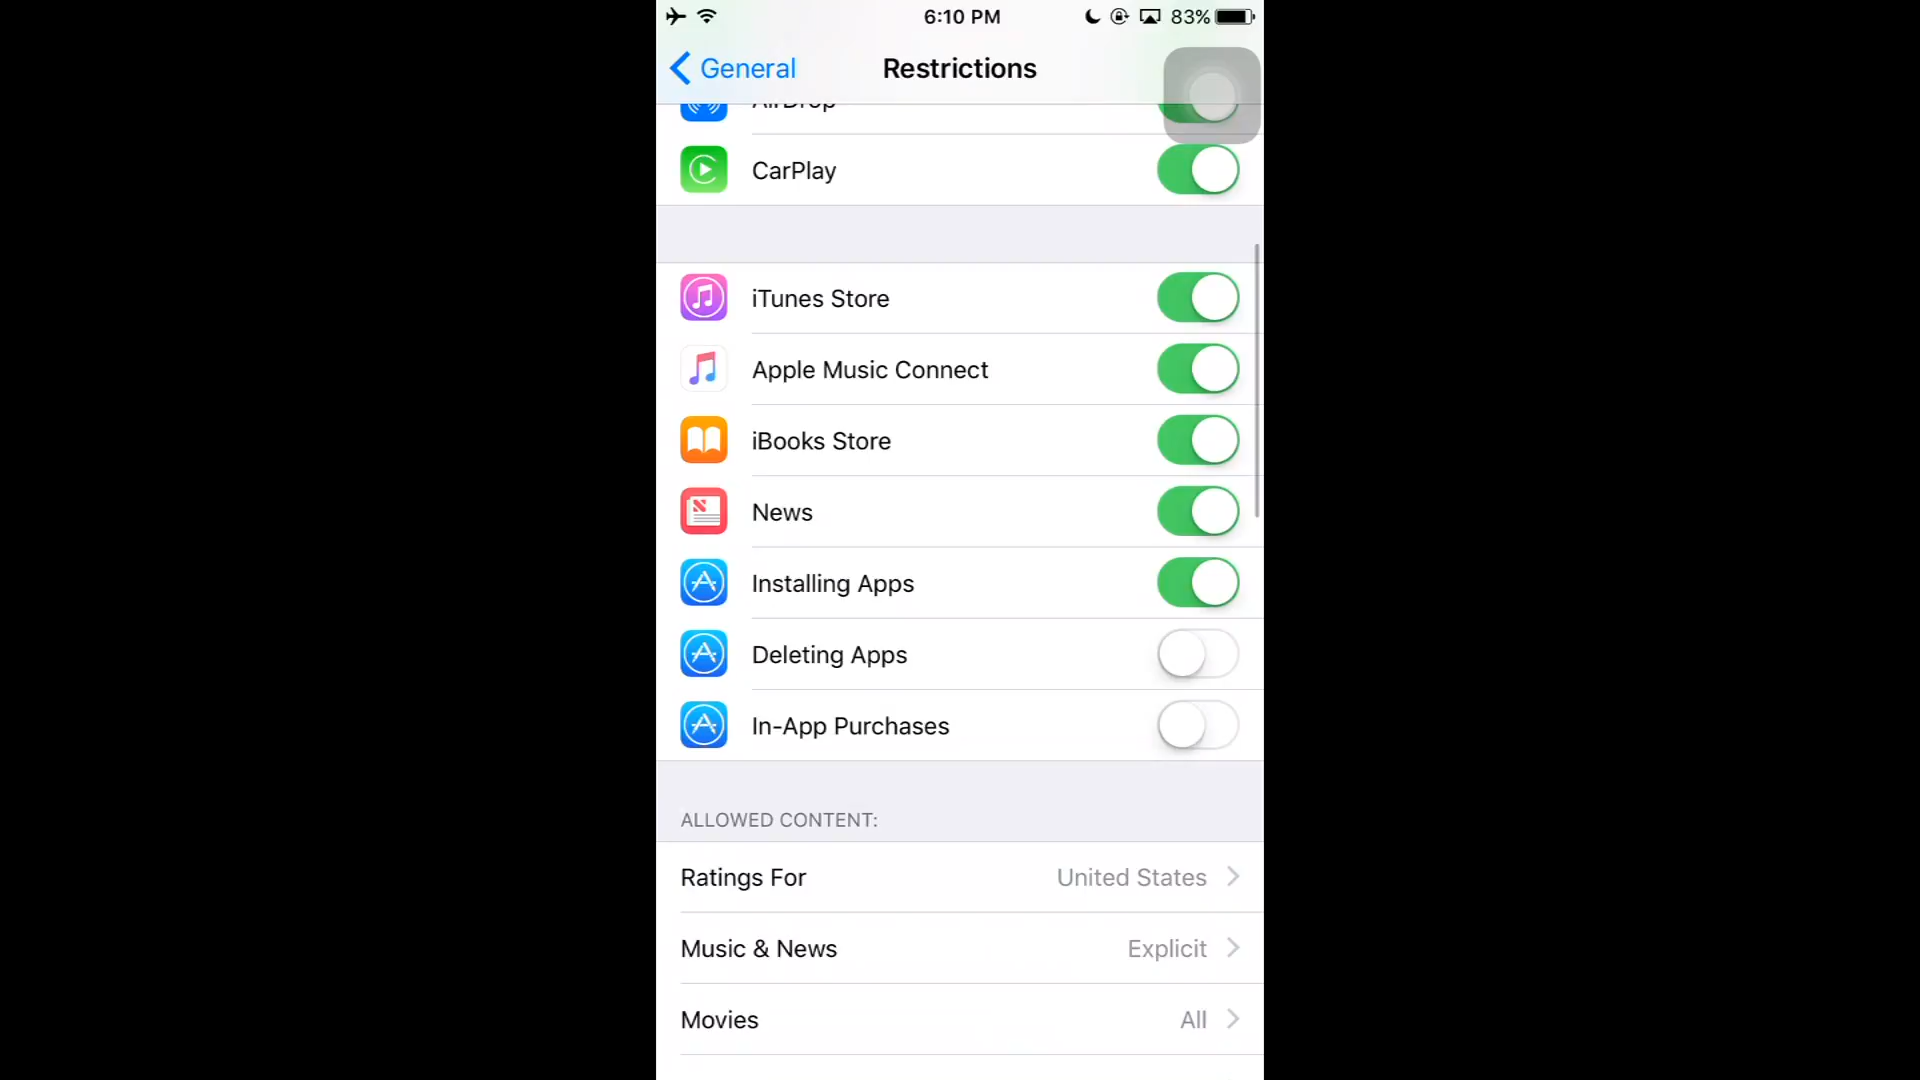 6:10 PM 83%
General Restrictions
AirDrop
CarPlay
iTunes Store
Apple Music Connect
iBooks Store
News
Installing Apps
Deleting Apps
In-App Purchases
ALLOWED CONTENT:
Ratings For United States
Music & News Explicit
Movies All